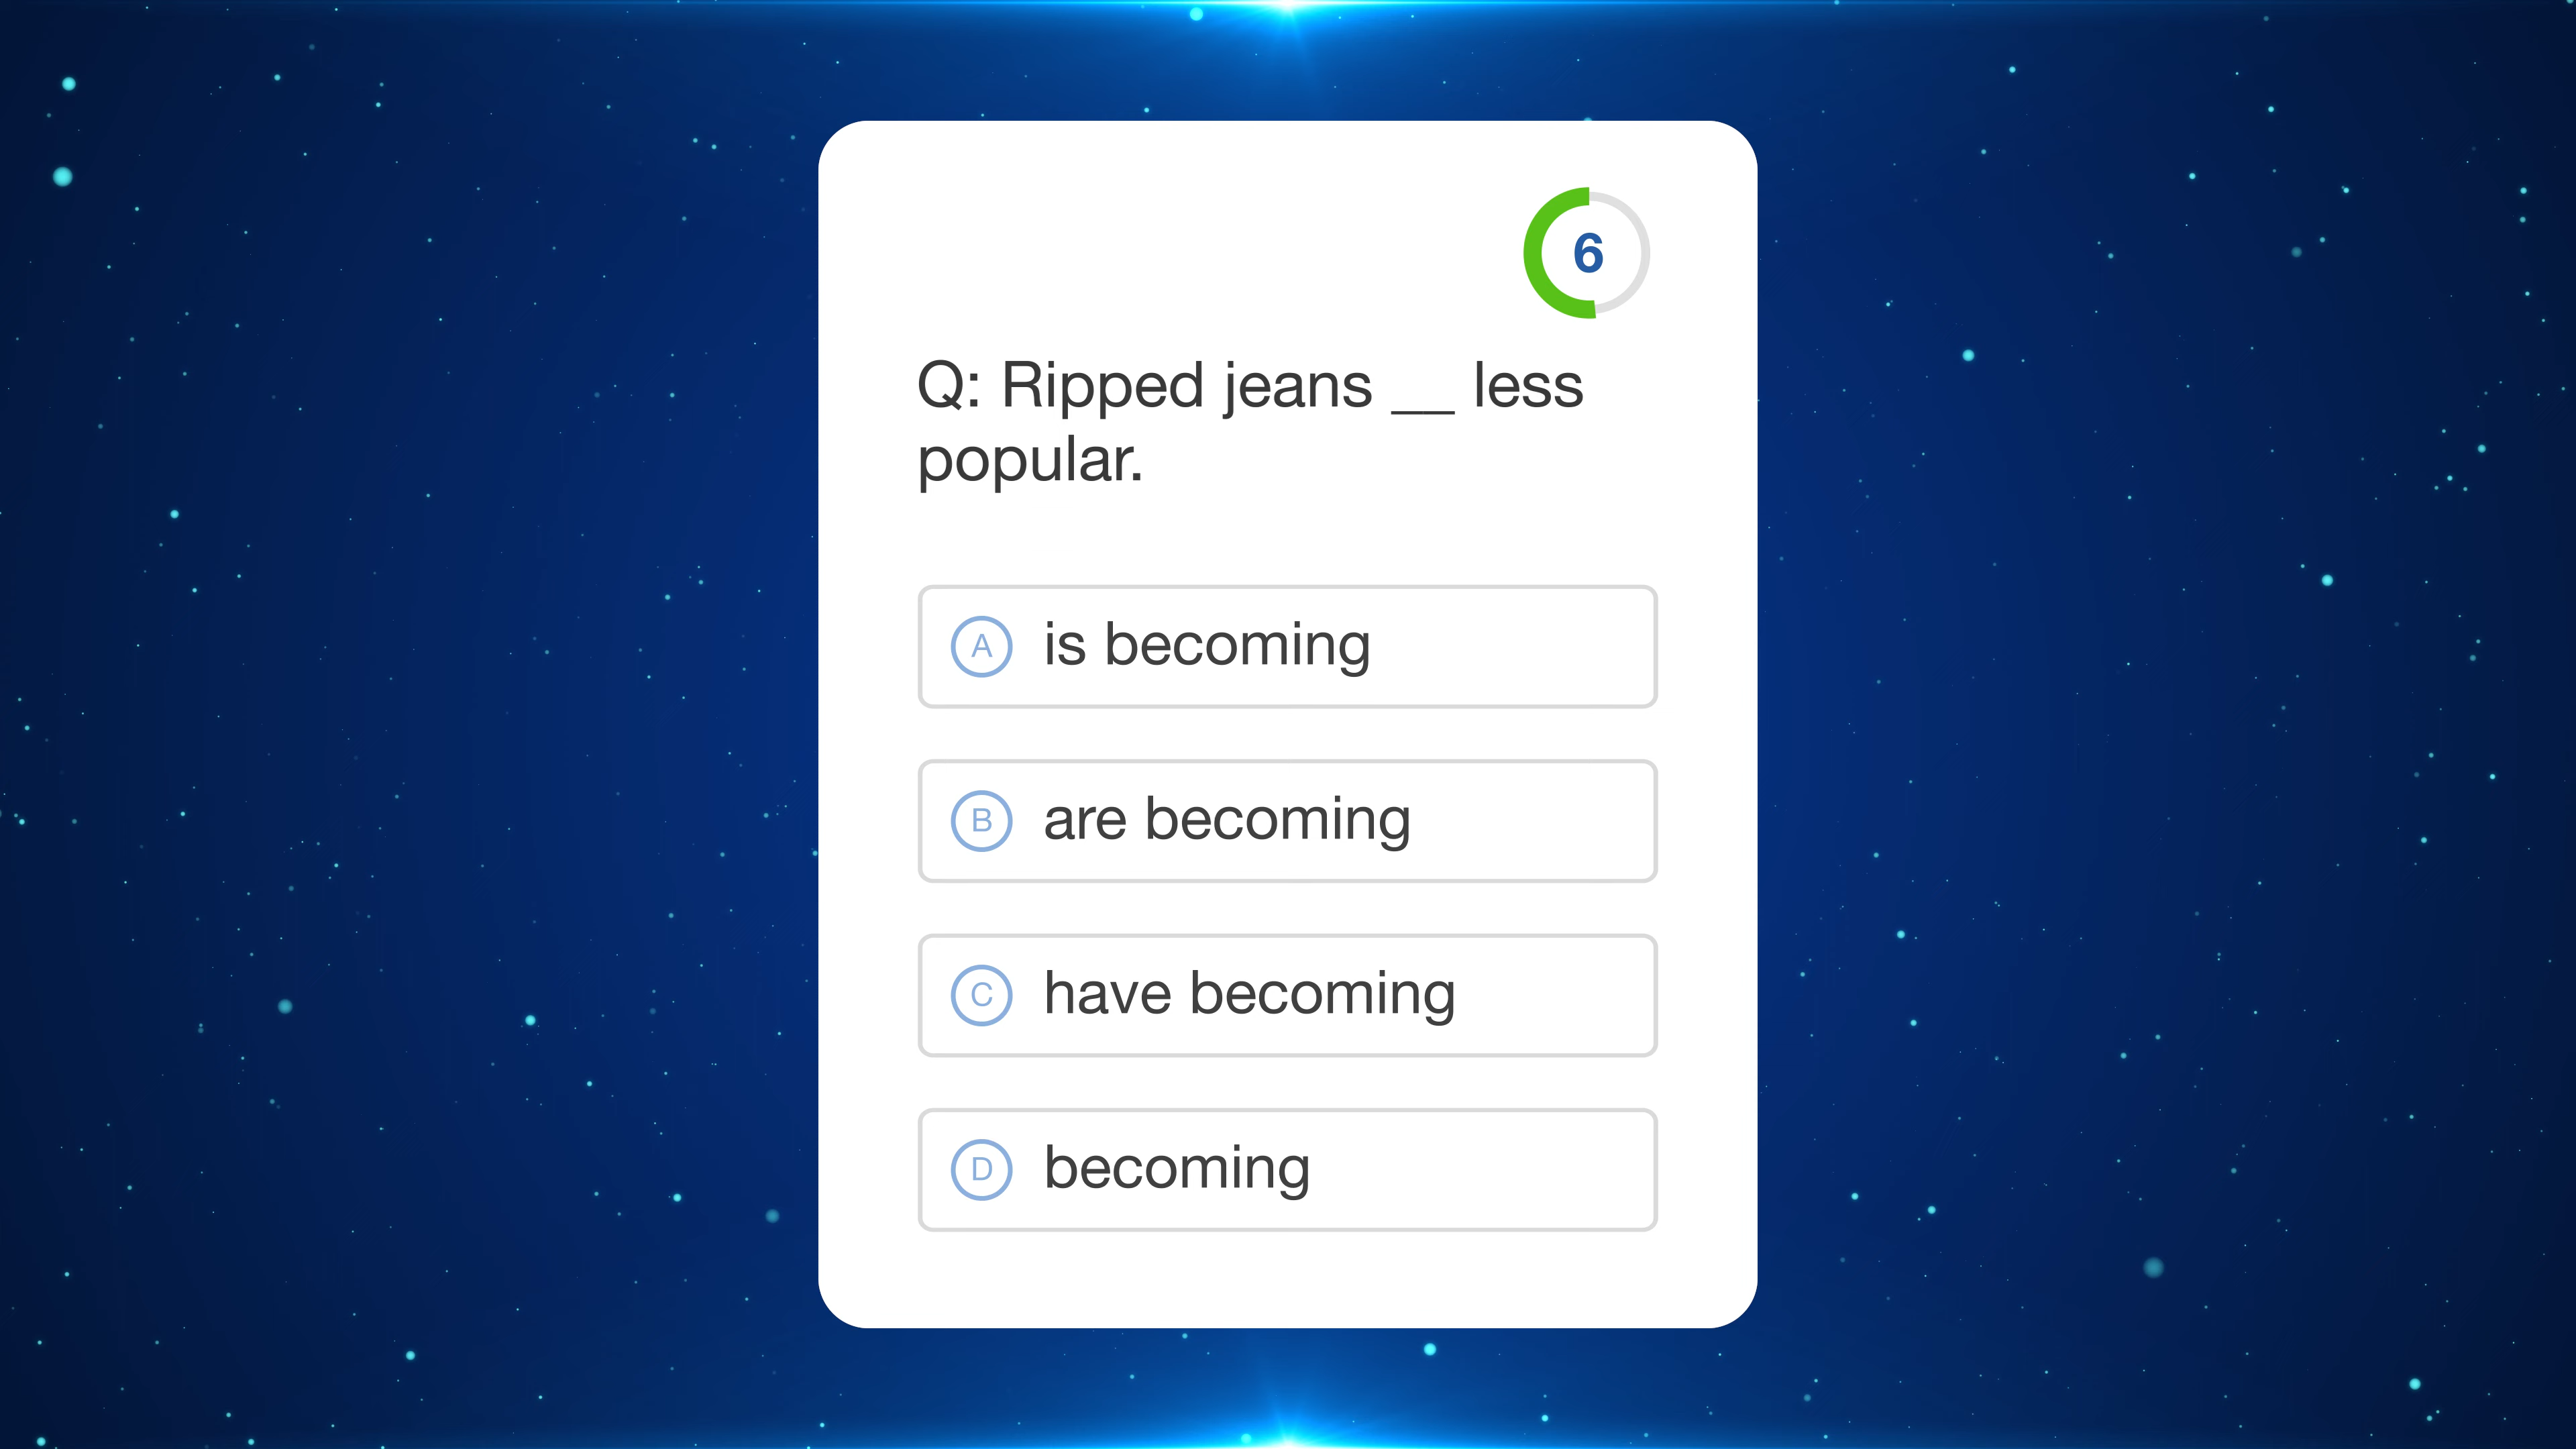 6
Q: Ripped jeans __ less
popular.
A is becoming
B are becoming
C have becoming
D becoming